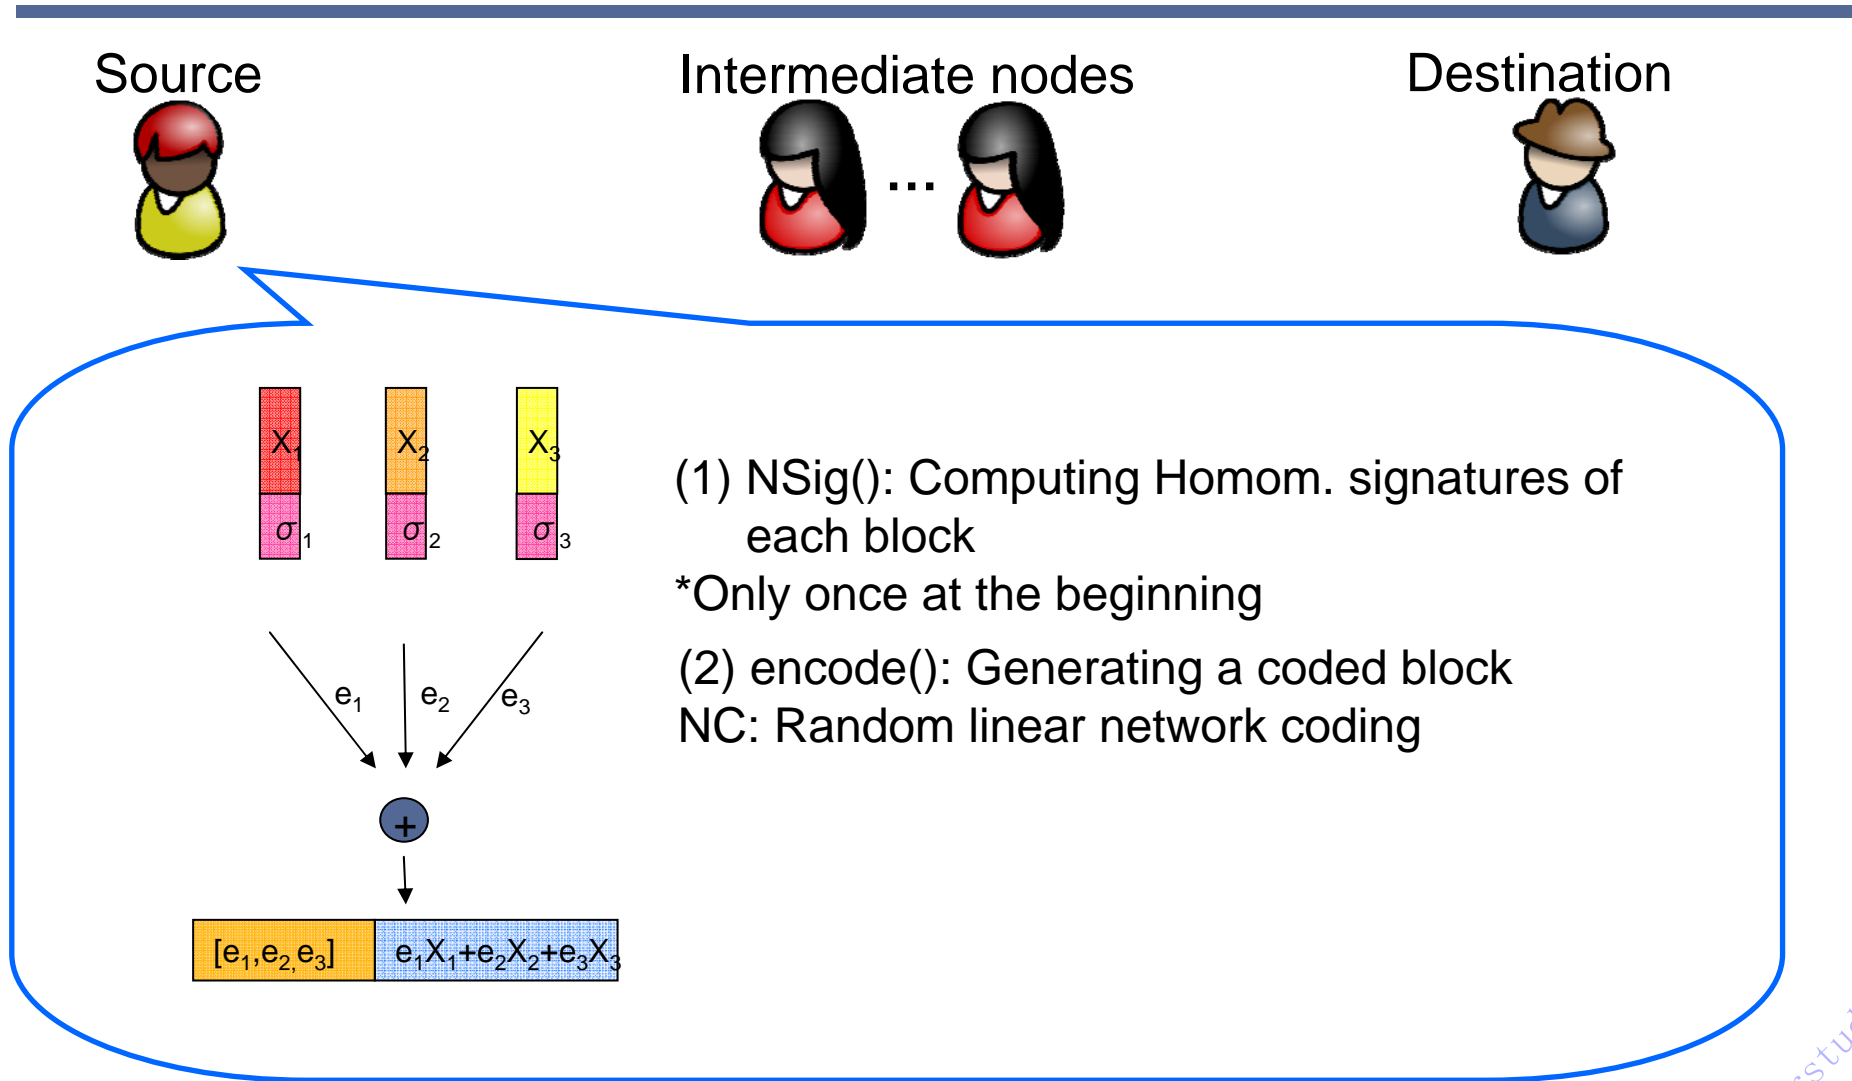 Source
Intermediate nodes
Destination
...
X₁
X₂
X₃
σ₁
σ₂
σ₃
(1) NSig(): Computing Homom. signatures of
each block
*Only once at the beginning
(2) encode(): Generating a coded block
NC: Random linear network coding
e₁
e₂
e₃
+
[e₁,e₂,e₃]
e₁X₁+e₂X₂+e₃X₃